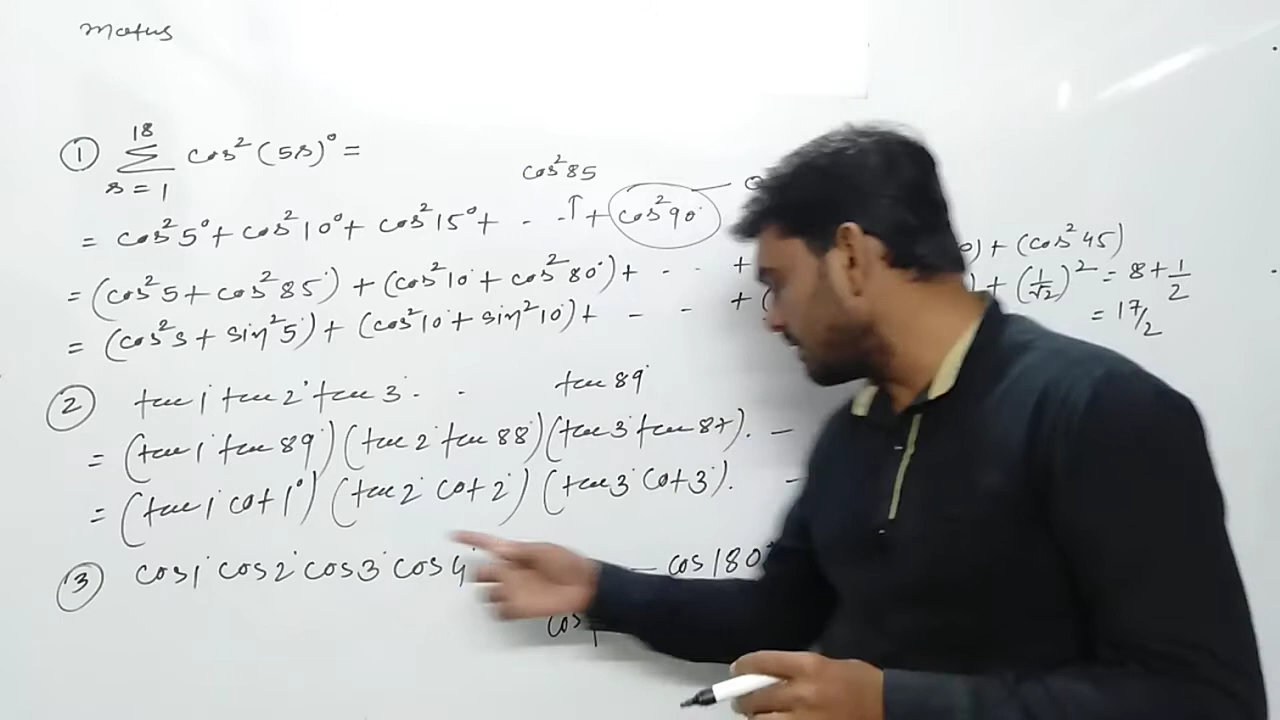 Maths
① 18 Σ r=1 cos²(5r)° =
cos²85
= cos²5° + cos²10° + cos²15° + - - ↑ + cos²90° — 0
= (cos²5 + cos²85°) + (cos²10 + cos²80°) + - - + ) + (cos²45)
= (cos²5 + sin²5) + (cos²10 + sin²10) + - - + ( ) + (1/√2)² = 8 + 1/2
= 17/2
② tan1° tan2° tan3° - - tan89°
= (tan1° tan89°) (tan2° tan88°) (tan3° tan87°). —
= (tan1° cot1°) (tan2° cot2°) (tan3° cot3°). -
③ cos1° cos2° cos3° cos4° — cos180°
cos